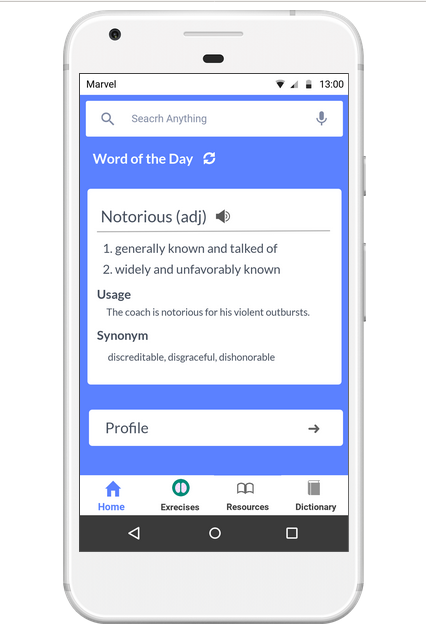 Marvel 13:00
Seacrh Anything
Word of the Day
Notorious (adj)
1. generally known and talked of
2. widely and unfavorably known
Usage
The coach is notorious for his violent outbursts.
Synonym
discreditable, disgraceful, dishonorable
Profile
Home Exrecises Resources Dictionary